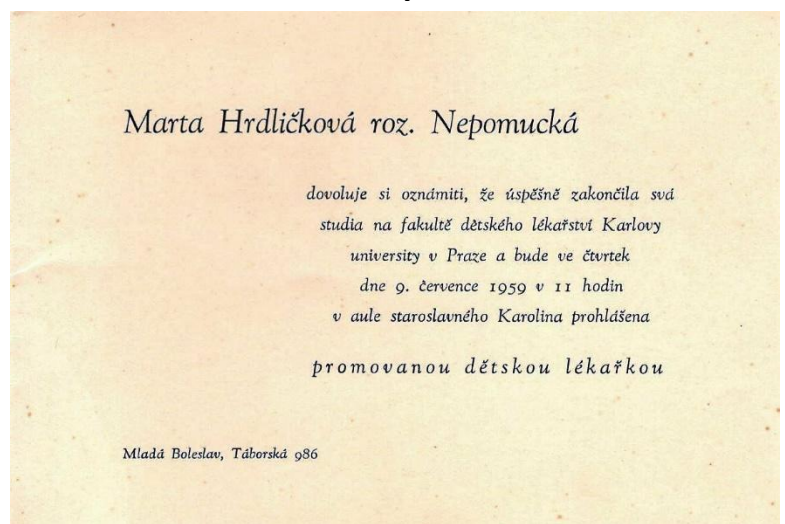 Marta Hrdličková roz. Nepomucká
dovoluje si oznámiti, že úspěšně zakončila svá
studia na fakultě dětského lékařství Karlovy
university v Praze a bude ve čtvrtek
dne 9. července 1959 v 11 hodin
v aule staroslavného Karolina prohlášena
promovanou dětskou lékařkou
Mladá Boleslav, Táborská 986